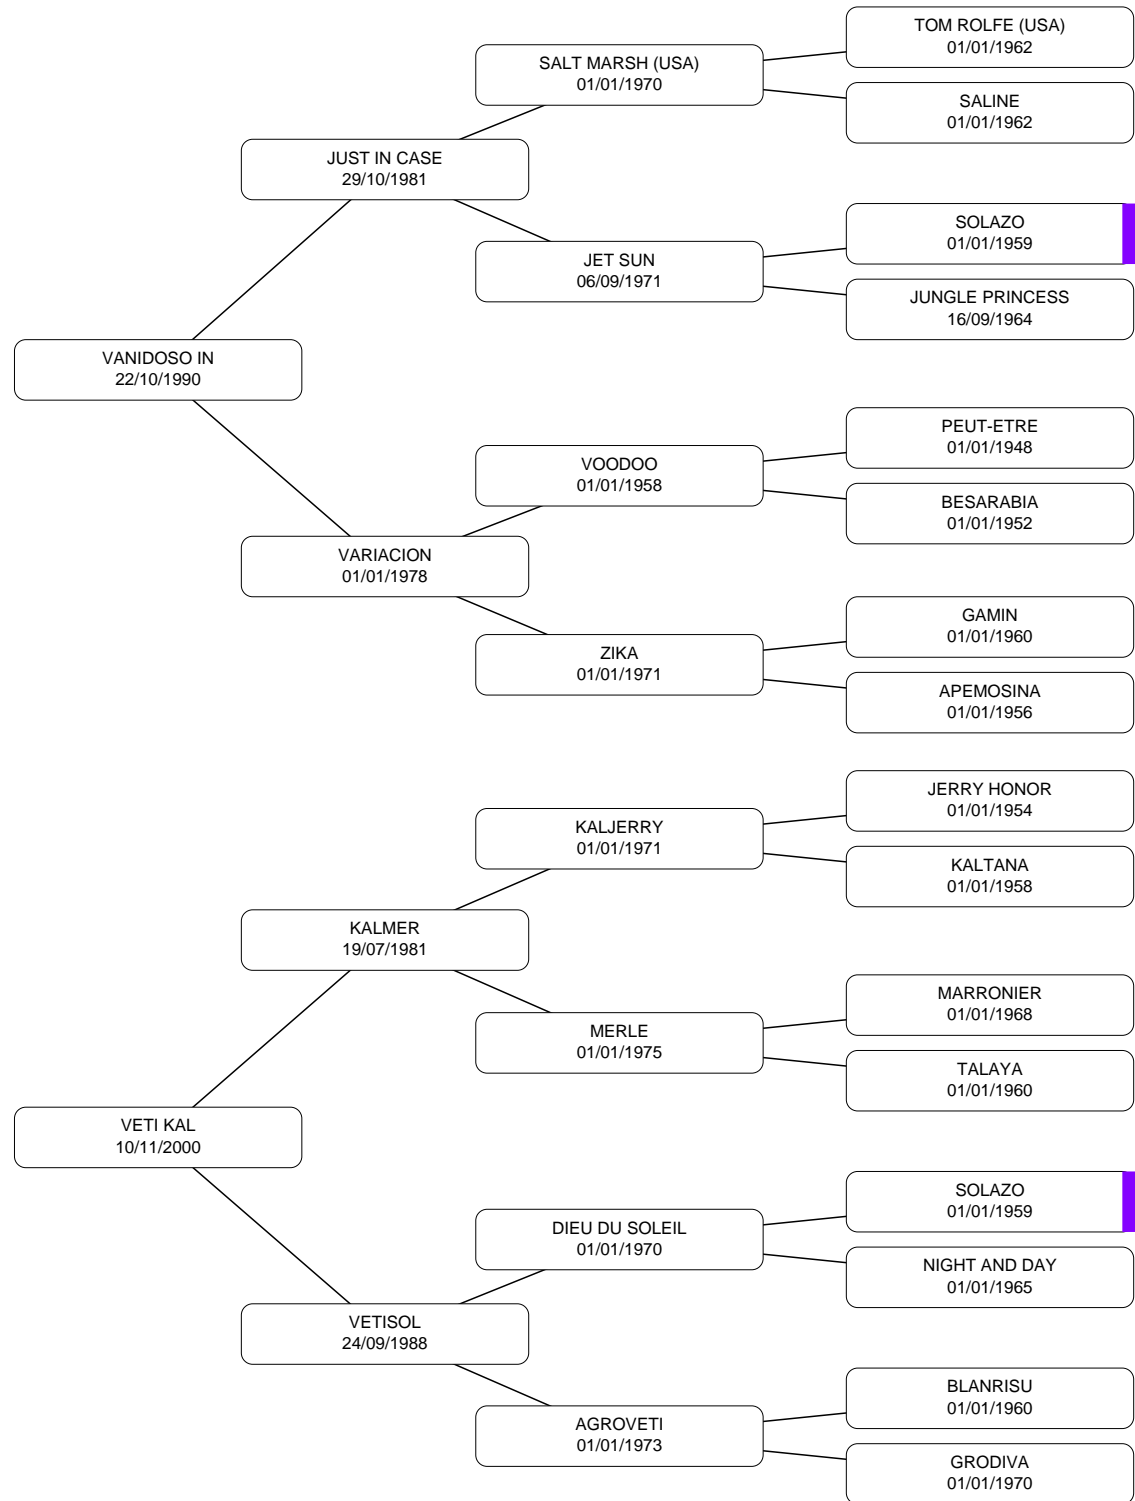 TOM ROLFE (USA)
01/01/1962
SALT MARSH (USA)
01/01/1970
SALINE
01/01/1962
JUST IN CASE
29/10/1981
SOLAZO
01/01/1959
JET SUN
06/09/1971
JUNGLE PRINCESS
16/09/1964
VANIDOSO IN
22/10/1990
PEUT-ETRE
01/01/1948
VOODOO
01/01/1958
BESARABIA
01/01/1952
VARIACION
01/01/1978
GAMIN
01/01/1960
ZIKA
01/01/1971
APEMOSINA
01/01/1956
JERRY HONOR
01/01/1954
KALJERRY
01/01/1971
KALTANA
01/01/1958
KALMER
19/07/1981
MARRONIER
01/01/1968
MERLE
01/01/1975
TALAYA
01/01/1960
VETI KAL
10/11/2000
SOLAZO
01/01/1959
DIEU DU SOLEIL
01/01/1970
NIGHT AND DAY
01/01/1965
VETISOL
24/09/1988
BLANRISU
01/01/1960
AGROVETI
01/01/1973
GRODIVA
01/01/1970